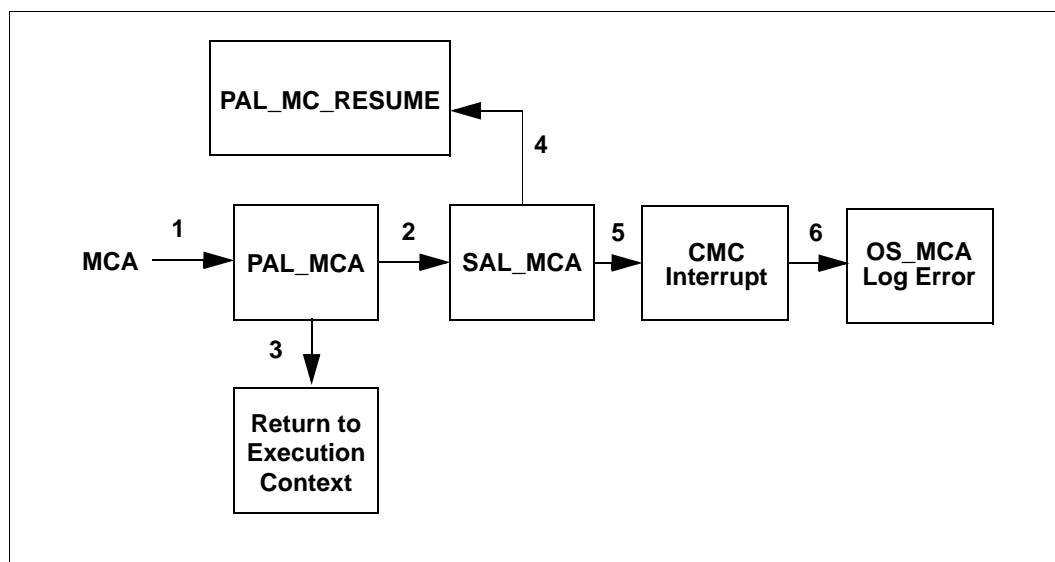 PAL_MC_RESUME
4
1
2
5
6
MCA
PAL_MCA
SAL_MCA
CMC
Interrupt
OS_MCA
Log Error
3
Return to
Execution
Context